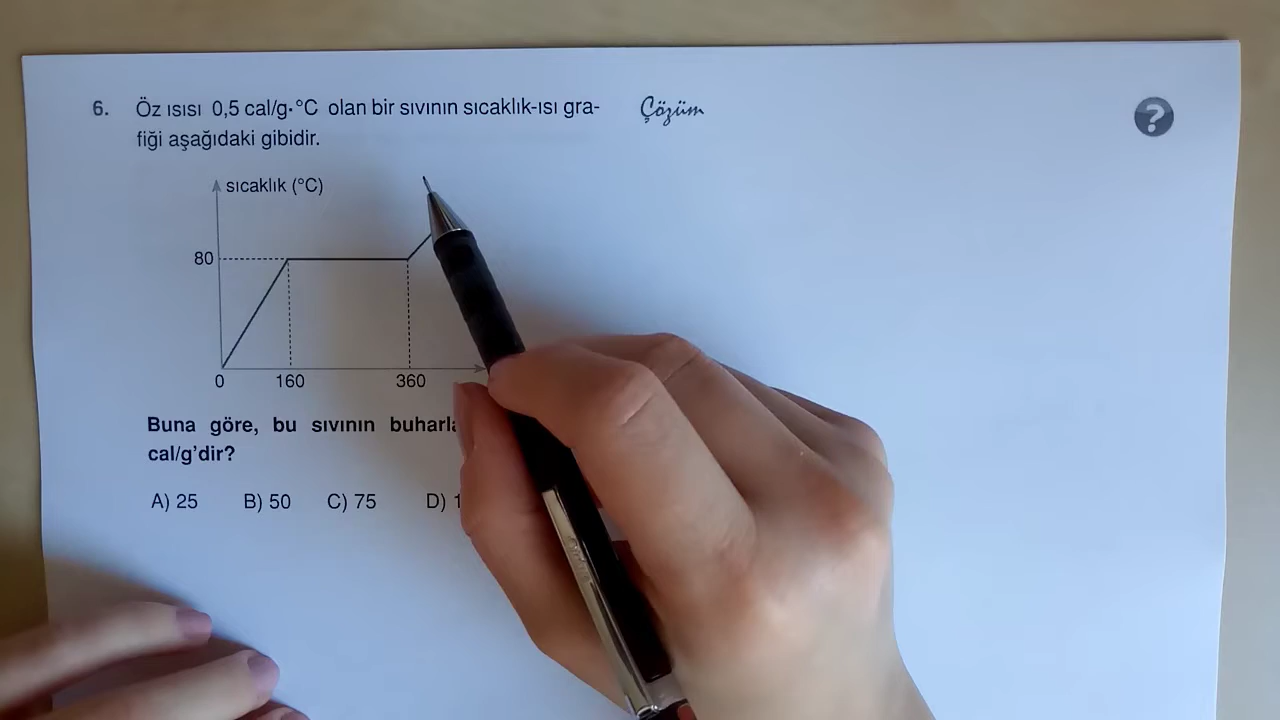 6. Öz ısısı 0,5 cal/g·°C olan bir sıvının sıcaklık-ısı gra-
fiği aşağıdaki gibidir.
Çözüm
?
sıcaklık (°C)
80
0 160 360
Buna göre, bu sıvının
cal/g'dir?
A) 25 B) 50 C) 75 D)